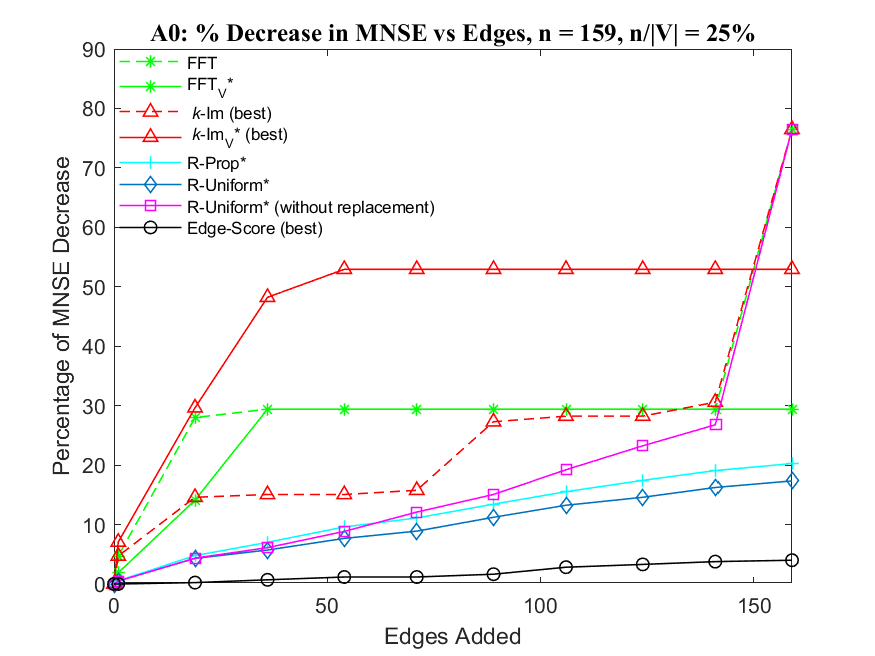 A0: % Decrease in MNSE vs Edges, n = 159, n/|V| = 25%
FFT
FFT_V*
k-Im (best)
k-Im_V* (best)
R-Prop*
R-Uniform*
R-Uniform* (without replacement)
Edge-Score (best)
Percentage of MNSE Decrease
90
80
70
60
50
40
30
20
10
0
0 50 100 150
Edges Added